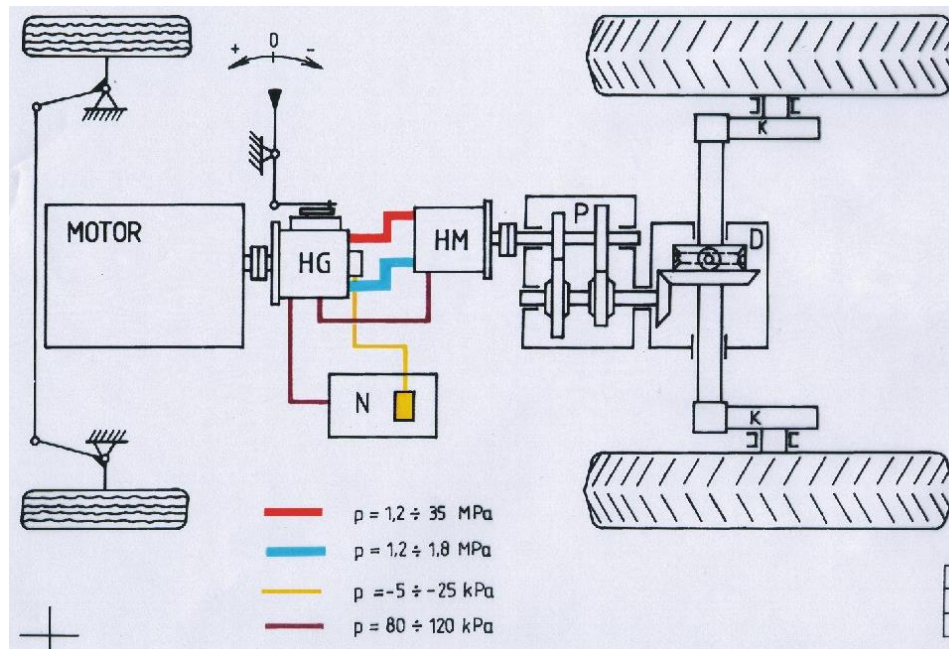 + 0 -
MOTOR
HG
HM
P
D
K
N
K
p = 1,2 ÷ 35 MPa
p = 1,2 ÷ 1,8 MPa
p = -5 ÷ -25 kPa
p = 80 ÷ 120 kPa